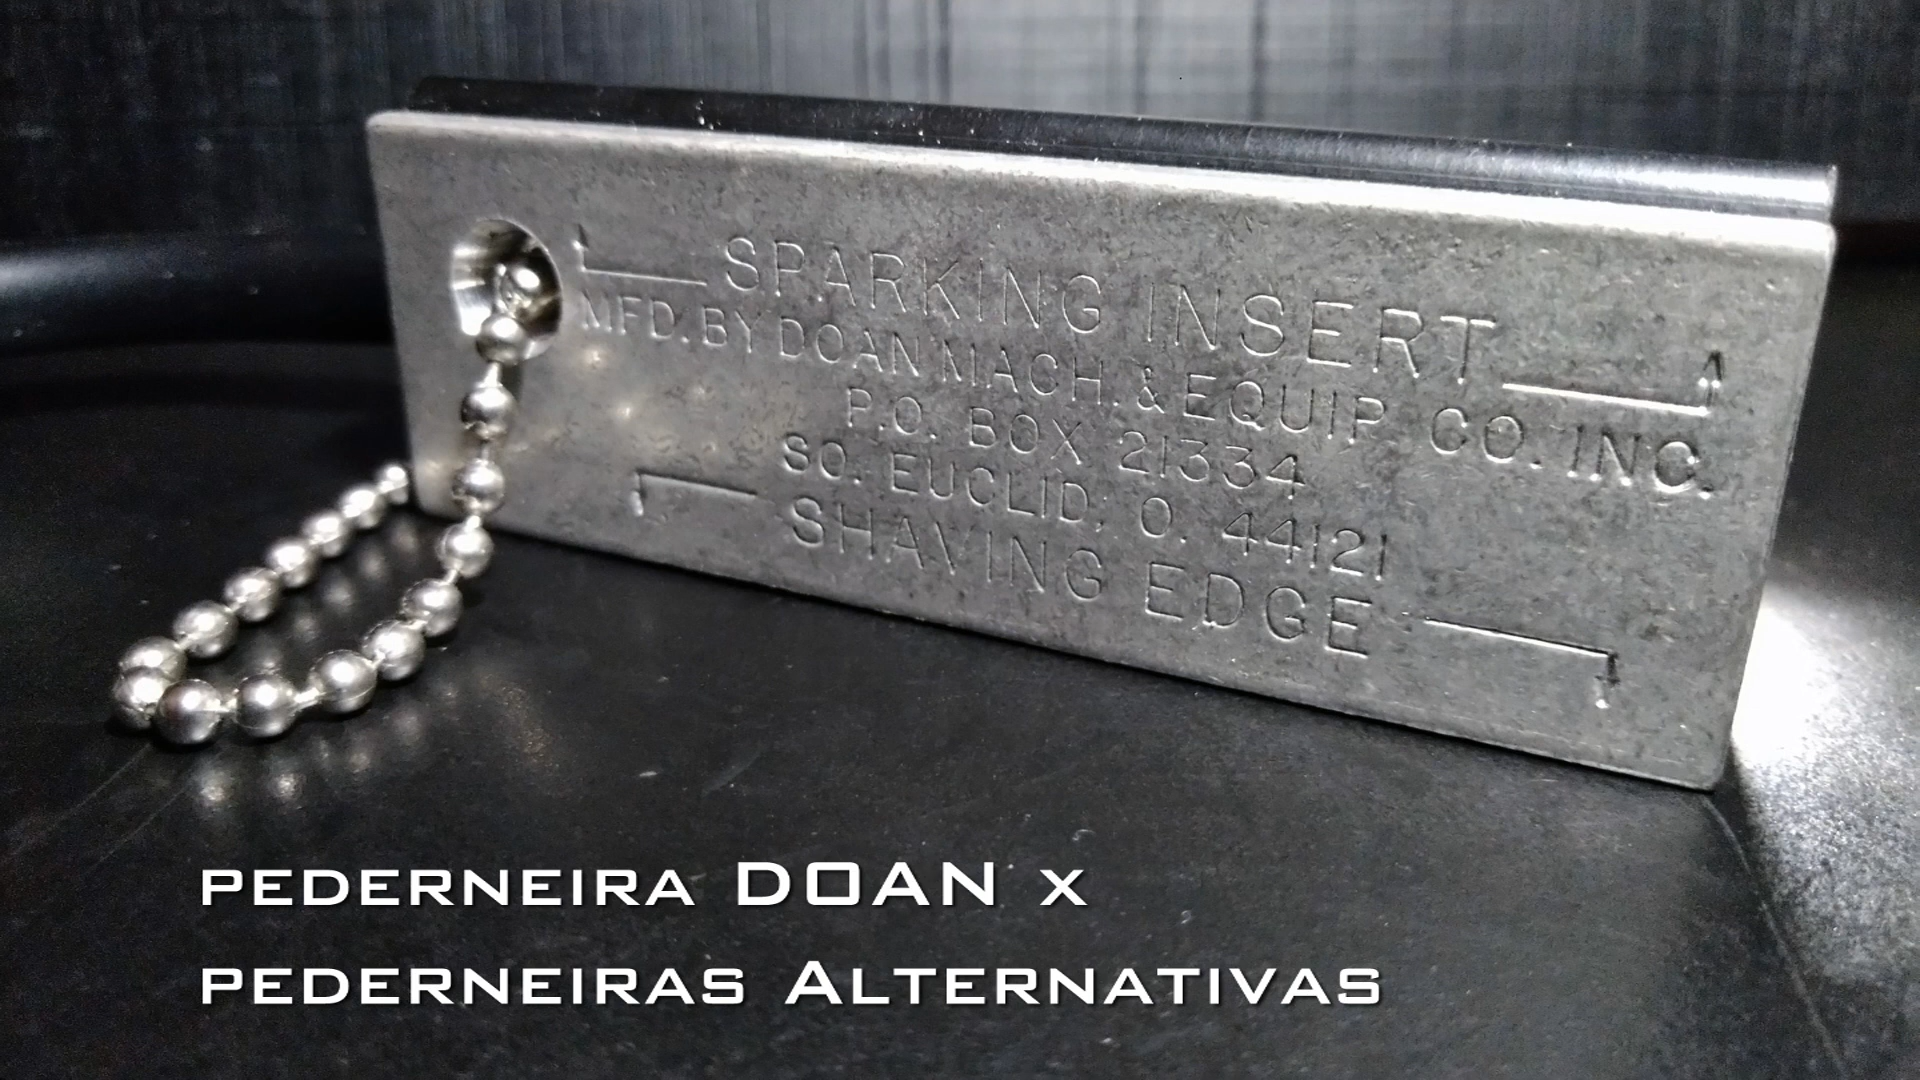 SPARKING INSERT
MFD. BY DOAN MACH. & EQUIP CO. INC.
P.O. BOX 21334
SO. EUCLID, O. 44121
SHAVING EDGE
PEDERNEIRA DOAN x
PEDERNEIRAS ALTERNATIVAS